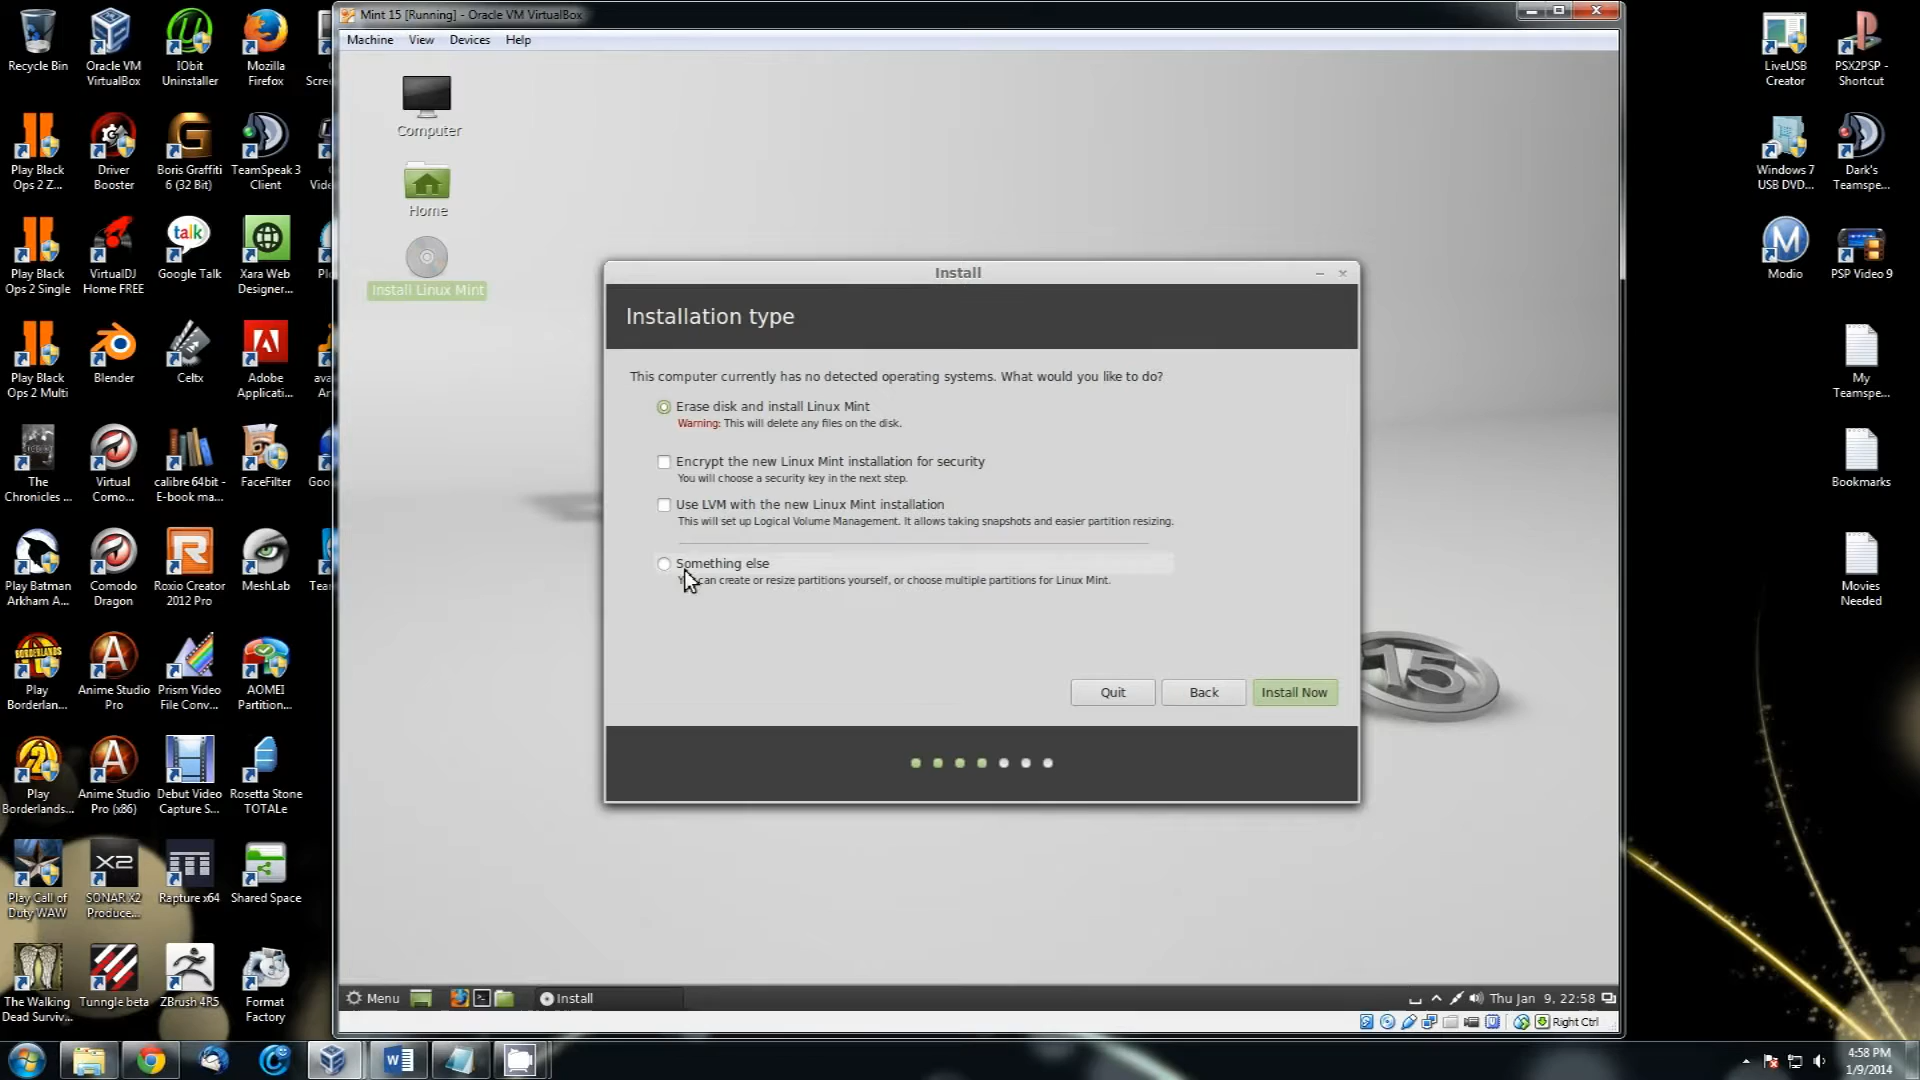 Mint 15 [Running] - Oracle VM VirtualBox
Machine View Devices Help
Recycle Bin
Oracle VM
VirtualBox
IObit
Uninstaller
Mozilla
Firefox
Play Black
Ops 2 Z...
Driver
Booster
Boris Graffiti
6 (32 Bit)
TeamSpeak 3
Client
Play Black
Ops 2 Single
VirtualDJ
Home FREE
talk
Google Talk
Xara Web
Designer...
Play Black
Ops 2 Multi
Blender
Celtx
Adobe
Applicati...
The
Chronicles ...
Virtual
Como...
calibre 64bit -
E-book ma...
FaceFilter
Play Batman
Arkham A...
Comodo
Dragon
Roxio Creator
2012 Pro
MeshLab
BORDERLANDS
Play
Borderlan...
Anime Studio
Pro
Prism Video
File Conv...
AOMEI
Partition...
Play
Borderlands...
Anime Studio
Pro (x86)
Debut Video
Capture S...
Rosetta Stone
TOTALe
Play Call of
Duty WAW
X2
SONAR X2
Produce...
Rapture x64
Shared Space
The Walking
Dead Surviv...
Tunngle beta
ZBrush 4R5
Format
Factory
Computer
Home
Install Linux Mint
Install
Installation type
This computer currently has no detected operating systems. What would you like to do?
Erase disk and install Linux Mint
Warning: This will delete any files on the disk.
Encrypt the new Linux Mint installation for security
You will choose a security key in the next step.
Use LVM with the new Linux Mint installation
This will set up Logical Volume Management. It allows taking snapshots and easier partition resizing.
Something else
can create or resize partitions yourself, or choose multiple partitions for Linux Mint.
Quit
Back
Install Now
15
Menu
Install
Thu Jan 9, 22:58
Right Ctrl
LiveUSB
Creator
PSX2PSP -
Shortcut
Windows 7
USB DVD...
Dark's
Teamspe...
Modio
PSP Video 9
My
Teamspe...
Bookmarks
Movies
Needed
4:58 PM
1/9/2014